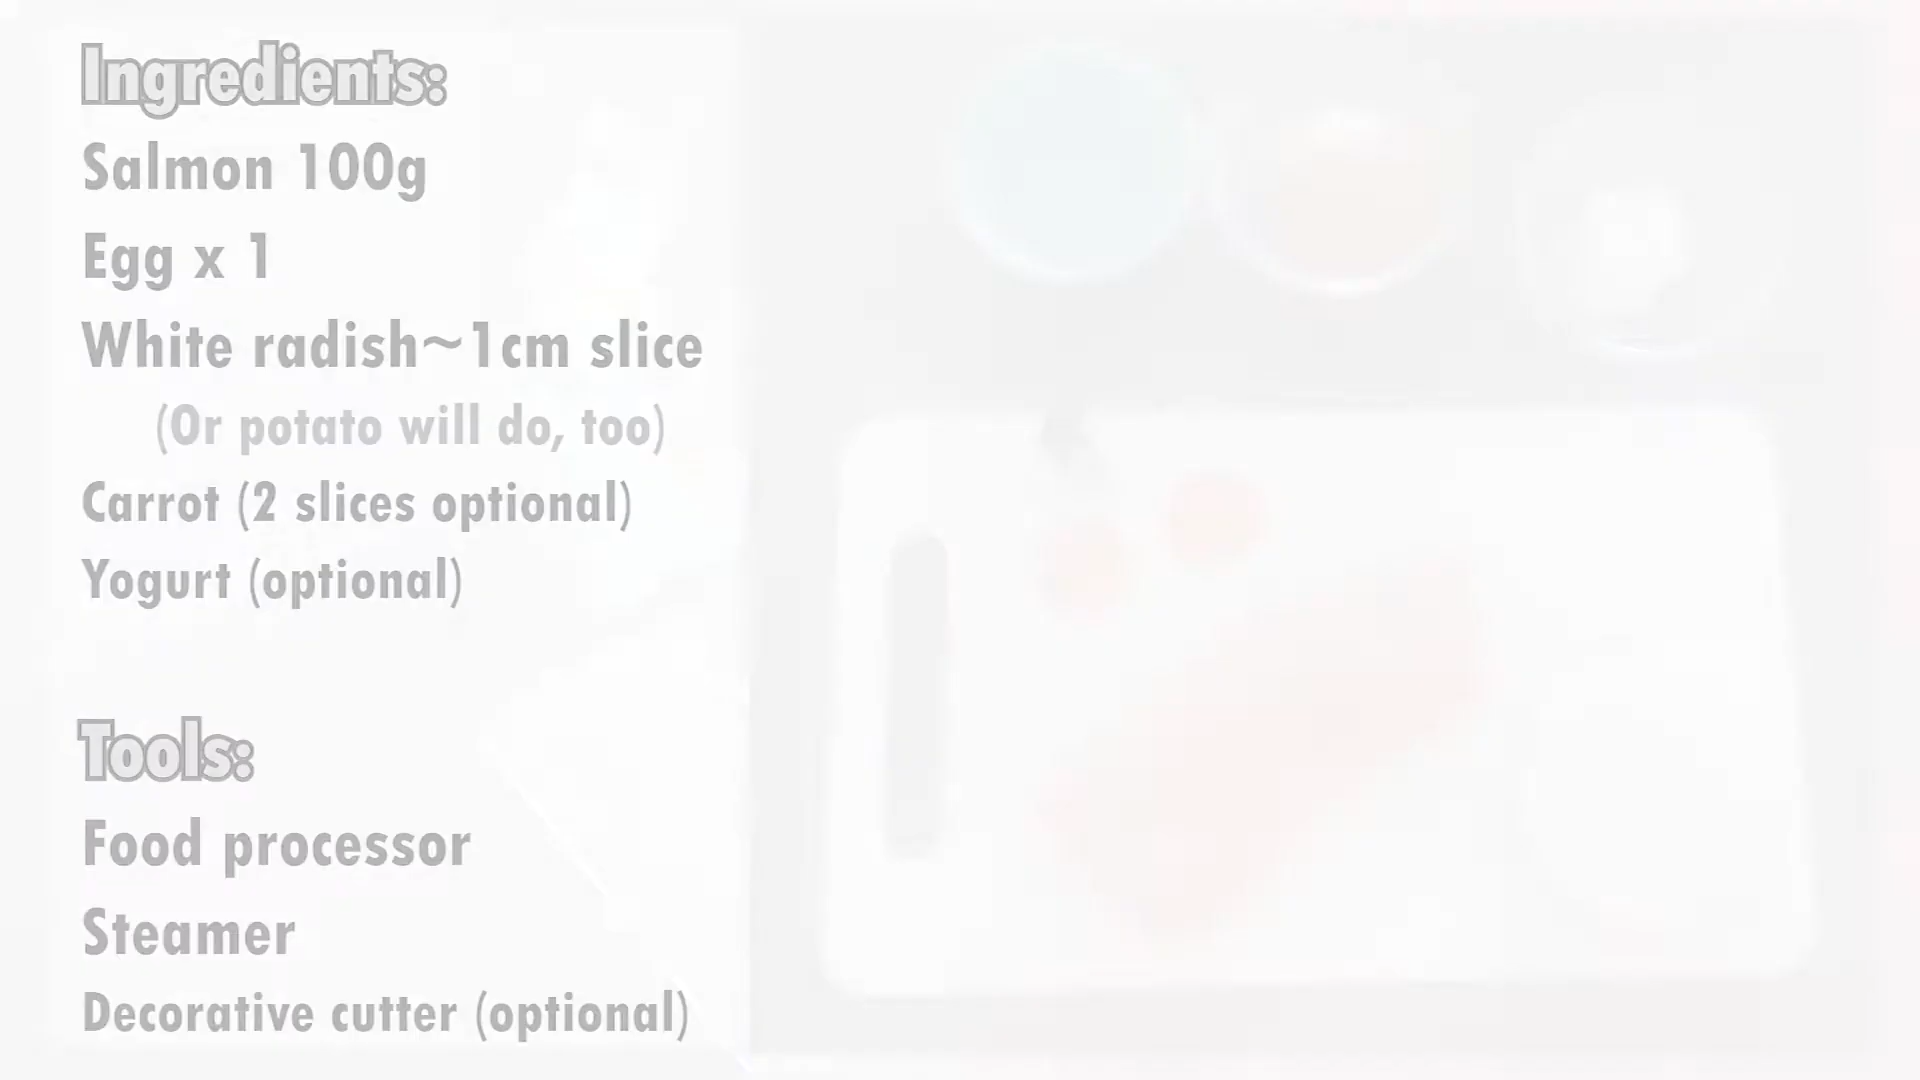 Ingredients:
Salmon 100g
Egg x 1
White radish~1cm slice
(Or potato will do, too)
Carrot (2 slices optional)
Yogurt (optional)
Tools:
Food processor
Steamer
Decorative cutter (optional)